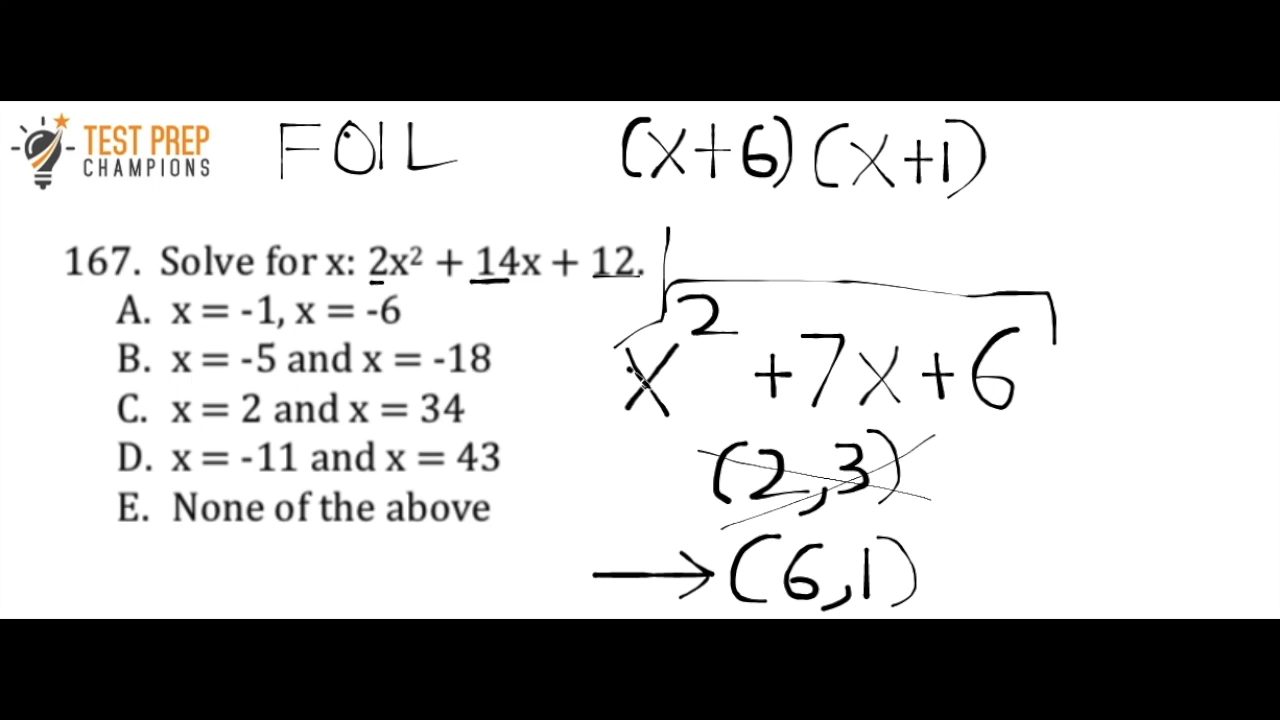 TEST PREP
CHAMPIONS
FOIL
(x+6)(x+1)
167. Solve for x: 2x² + 14x + 12.
A. x = -1, x = -6
B. x = -5 and x = -18
C. x = 2 and x = 34
D. x = -11 and x = 43
E. None of the above
x² +7x+6
(2,3)
→(6,1)